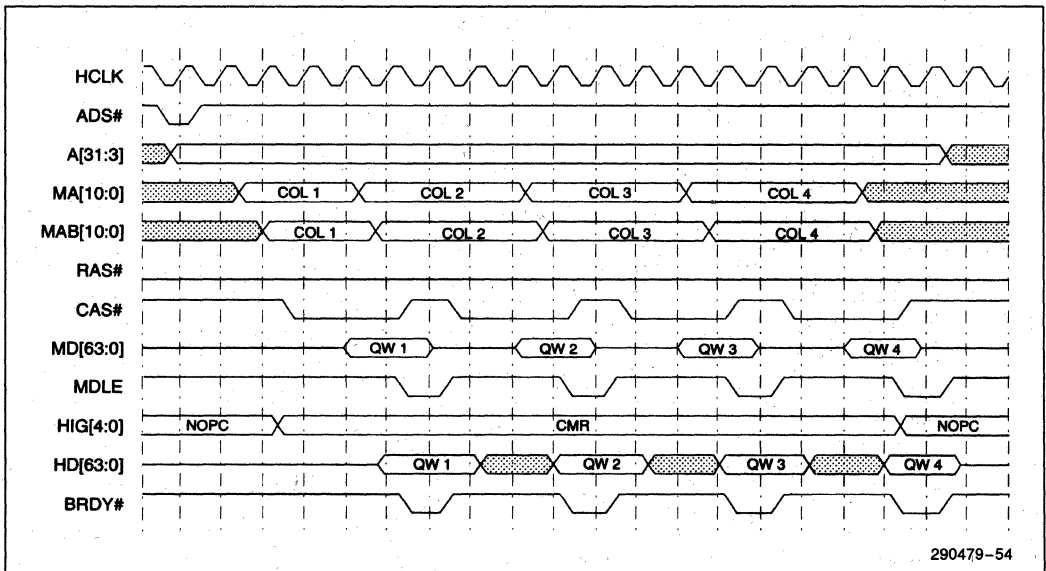 HCLK
ADS#
A[31:3]
MA[10:0] COL 1 COL 2 COL 3 COL 4
MAB[10:0] COL 1 COL 2 COL 3 COL 4
RAS#
CAS#
MD[63:0] QW 1 QW 2 QW 3 QW 4
MDLE
HIG[4:0] NOPC CMR NOPC
HD[63:0] QW 1 QW 2 QW 3 QW 4
BRDY#
290479-54